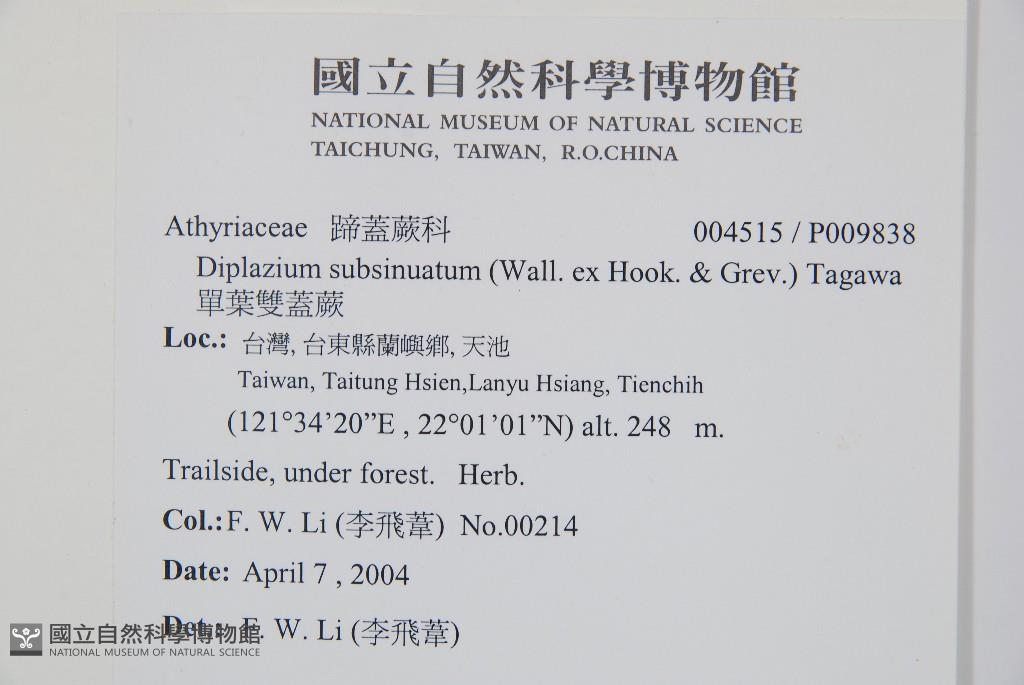 國立自然科學博物館
NATIONAL MUSEUM OF NATURAL SCIENCE
TAICHUNG, TAIWAN, R.O.CHINA
Athyriaceae 蹄蓋蕨科 004515 / P009838
Diplazium subsinuatum (Wall. ex Hook. & Grev.) Tagawa
單葉雙蓋蕨
Loc.: 台灣, 台東縣蘭嶼鄉, 天池
Taiwan, Taitung Hsien,Lanyu Hsiang, Tienchih
(121°34’20”E , 22°01’01”N) alt. 248 m.
Trailside, under forest. Herb.
Col.:F. W. Li (李飛葦) No.00214
Date: April 7 , 2004
Det.: F. W. Li (李飛葦)
國立自然科學博物館
NATIONAL MUSEUM OF NATURAL SCIENCE